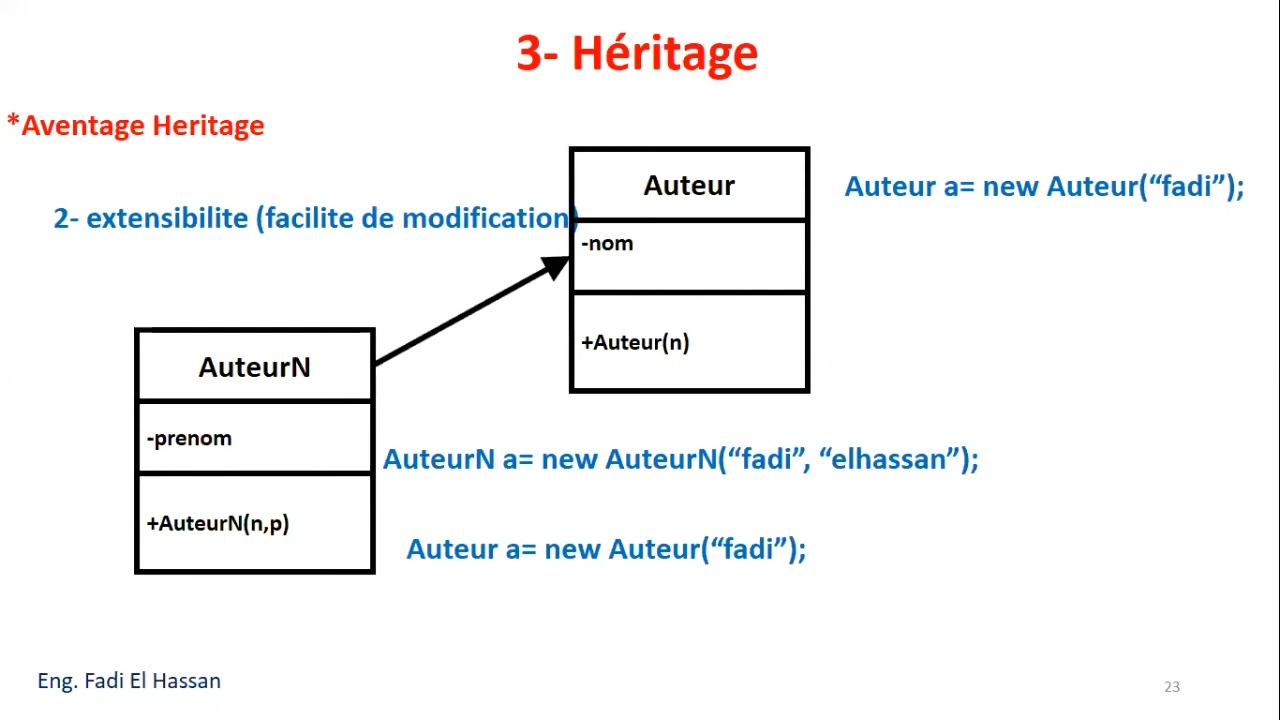 3- Héritage
*Aventage Heritage
Auteur
Auteur a= new Auteur(“fadi”);
2- extensibilite (facilite de modification)
-nom
+Auteur(n)
AuteurN
-prenom
AuteurN a= new AuteurN(“fadi”, “elhassan”);
+AuteurN(n,p)
Auteur a= new Auteur(“fadi”);
Eng. Fadi El Hassan
23